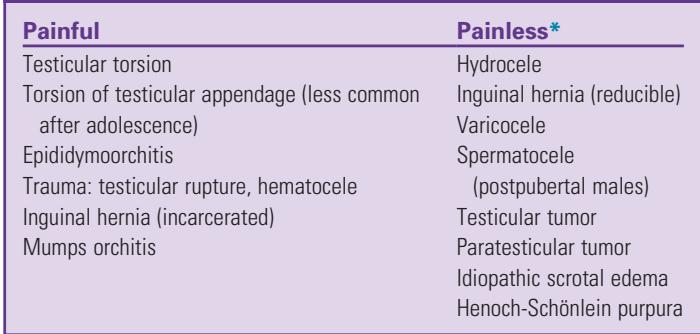 Painful
Testicular torsion
Torsion of testicular appendage (less common
after adolescence)
Epididymoorchitis
Trauma: testicular rupture, hematocele
Inguinal hernia (incarcerated)
Mumps orchitis
Painless*
Hydrocele
Inguinal hernia (reducible)
Varicocele
Spermatocele
(postpubertal males)
Testicular tumor
Paratesticular tumor
Idiopathic scrotal edema
Henoch-Schönlein purpura